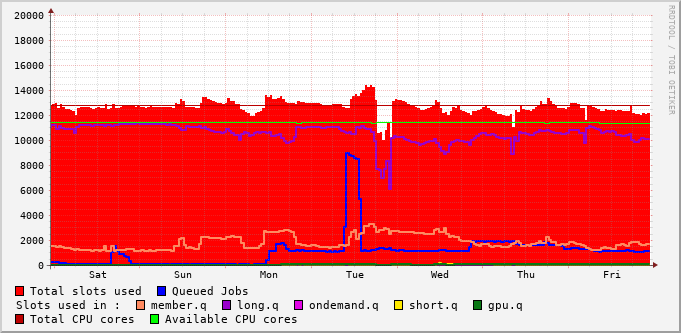 20000
18000
16000
14000
12000
10000
8000
6000
4000
2000
0
Sat Sun Mon Tue Wed Thu Fri
RRDTOOL / TOBI OETIKER
Total slots used Queued Jobs
Slots used in : member.q long.q ondemand.q short.q gpu.q
Total CPU cores Available CPU cores